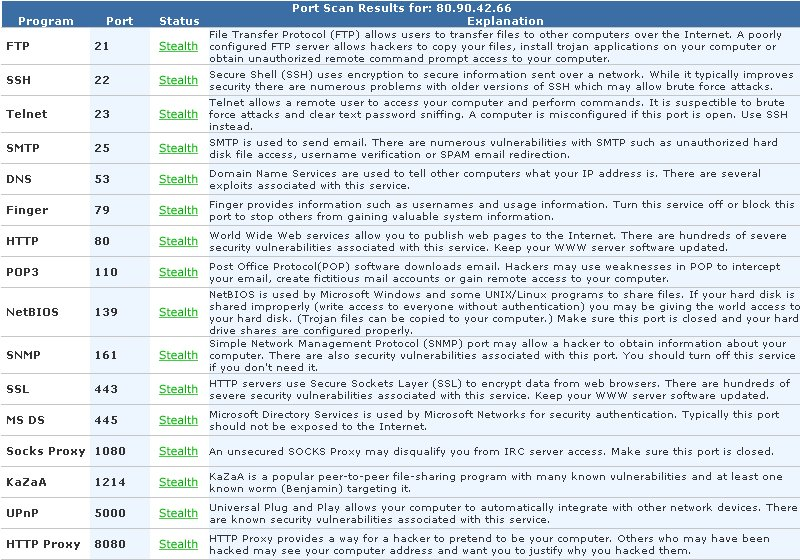 Port Scan Results for: 80.90.42.66
Program Port Status Explanation
FTP 21 Stealth File Transfer Protocol (FTP) allows users to transfer files to other computers over the Internet. A poorly
configured FTP server allows hackers to copy your files, install trojan applications on your computer or
obtain unauthorized remote command prompt access to your computer.
SSH 22 Stealth Secure Shell (SSH) uses encryption to secure information sent over a network. While it typically improves
security there are numerous problems with older versions of SSH which may allow brute force attacks.
Telnet 23 Stealth Telnet allows a remote user to access your computer and perform commands. It is suspectible to brute
force attacks and clear text password sniffing. A computer is misconfigured if this port is open. Use SSH
instead.
SMTP 25 Stealth SMTP is used to send email. There are numerous vulnerabilities with SMTP such as unauthorized hard
disk file access, username verification or SPAM email redirection.
DNS 53 Stealth Domain Name Services are used to tell other computers what your IP address is. There are several
exploits associated with this service.
Finger 79 Stealth Finger provides information such as usernames and usage information. Turn this service off or block this
port to stop others from gaining valuable system information.
HTTP 80 Stealth World Wide Web services allow you to publish web pages to the Internet. There are hundreds of severe
security vulnerabilities associated with this service. Keep your WWW server software updated.
POP3 110 Stealth Post Office Protocol(POP) software downloads email. Hackers may use weaknesses in POP to intercept
your email, create fictitious mail accounts or gain remote access to your computer.
NetBIOS 139 Stealth NetBIOS is used by Microsoft Windows and some UNIX/Linux programs to share files. If your hard disk is
shared improperly (write access to everyone without authentication) you may be giving the world access to
your hard disk. (Trojan files can be copied to your computer.) Make sure this port is closed and your hard
drive shares are configured properly.
SNMP 161 Stealth Simple Network Management Protocol (SNMP) port may allow a hacker to obtain information about your
computer. There are also security vulnerabilities associated with this port. You should turn off this service
if you don't need it.
SSL 443 Stealth HTTP servers use Secure Sockets Layer (SSL) to encrypt data from web browsers. There are hundreds of
severe security vulnerabilities associated with this service. Keep your WWW server software updated.
MS DS 445 Stealth Microsoft Directory Services is used by Microsoft Networks for security authentication. Typically this port
should not be exposed to the Internet.
Socks Proxy 1080 Stealth An unsecured SOCKS Proxy may disqualify you from IRC server access. Make sure this port is closed.
KaZaA 1214 Stealth KaZaA is a popular peer-to-peer file-sharing program with many known vulnerabilities and at least one
known worm (Benjamin) targeting it.
UPnP 5000 Stealth Universal Plug and Play allows your computer to automatically integrate with other network devices. There
are known security vulnerabilities associated with this service.
HTTP Proxy 8080 Stealth HTTP Proxy provides a way for a hacker to pretend to be your computer. Others who may have been
hacked may see your computer address and want you to justify why you hacked them.